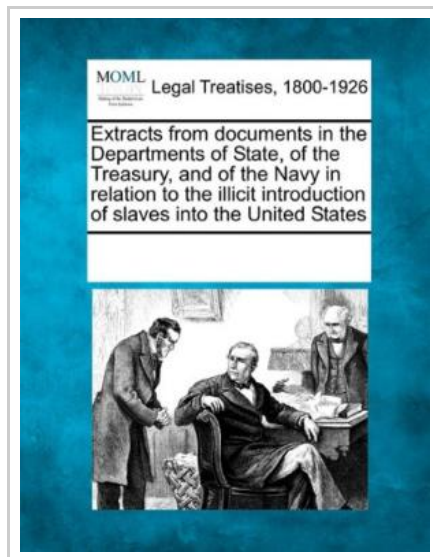 MOML
Legal Treatises, 1800-1926
Extracts from documents in the
Departments of State, of the
Treasury, and of the Navy in
relation to the illicit introduction
of slaves into the United States